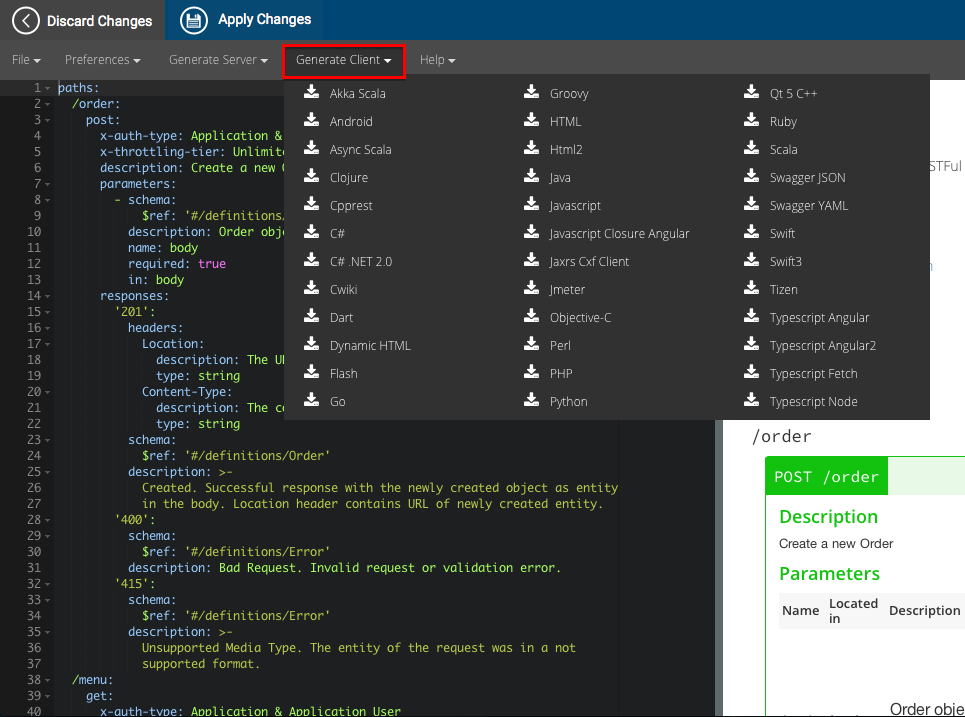 Discard Changes Apply Changes
File Preferences Generate Server Generate Client Help
Akka Scala Groovy Qt 5 C++
Android HTML Ruby
Async Scala Html2 Scala
Clojure Java Swagger JSON
Cpprest Javascript Swagger YAML
C# Javascript Closure Angular Swift
C# .NET 2.0 Jaxrs Cxf Client Swift3
Cwiki Jmeter Tizen
Dart Objective-C Typescript Angular
Dynamic HTML Perl Typescript Angular2
Flash PHP Typescript Fetch
Go Python Typescript Node
1 paths:
2 /order:
3 post:
4 x-auth-type: Application &
5 x-throttling-tier: Unlimite
6 description: Create a new O
7 parameters:
8 - schema:
9 $ref: '#/definitions/
10 description: Order obje
11 name: body
12 required: true
13 in: body
14 responses:
15 '201':
16 headers:
17 Location:
18 description: The UR
19 type: string
20 Content-Type:
21 description: The co
22 type: string
23 schema:
24 $ref: '#/definitions/Order'
25 description: >-
26 Created. Successful response with the newly created object as entity
27 in the body. Location header contains URL of newly created entity.
28 '400':
29 schema:
30 $ref: '#/definitions/Error'
31 description: Bad Request. Invalid request or validation error.
32 '415':
33 schema:
34 $ref: '#/definitions/Error'
35 description: >-
36 Unsupported Media Type. The entity of the request was in a not
37 supported format.
38 /menu:
39 get:
40 x-auth-type: Application & Application User
STFul
/order
POST /order
Description
Create a new Order
Parameters
Name Located in Description
Order obje